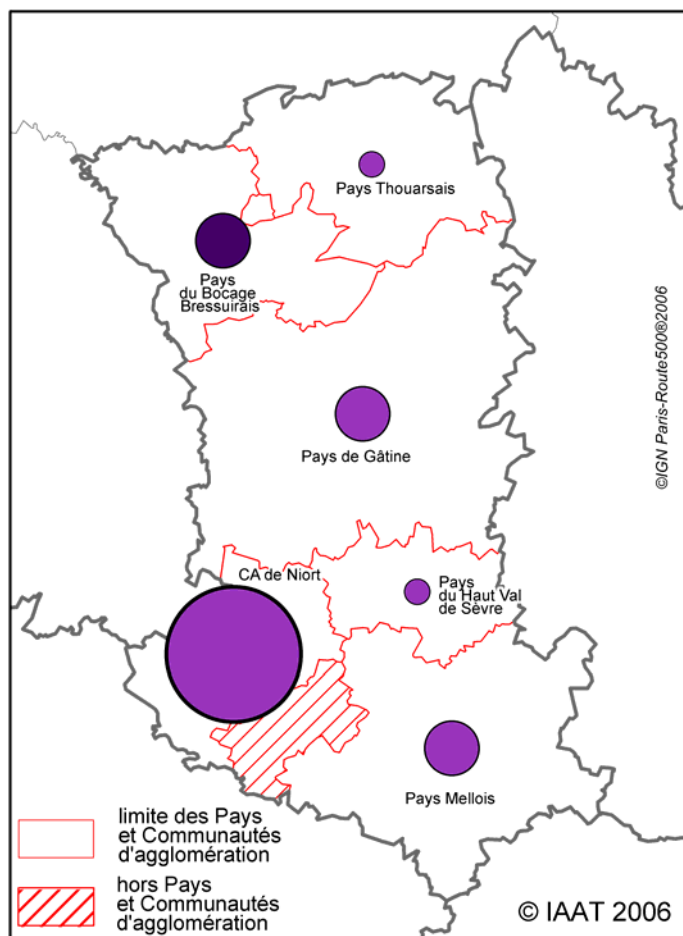 Pays Thouarsais
Pays
du Bocage
Bressuirais
©IGN Paris-Route500®2006
Pays de Gâtine
CA de Niort
Pays
du Haut Val
de Sèvre
Pays Mellois
limite des Pays
et Communautés
d'agglomération
hors Pays
et Communautés
d'agglomération
© IAAT 2006